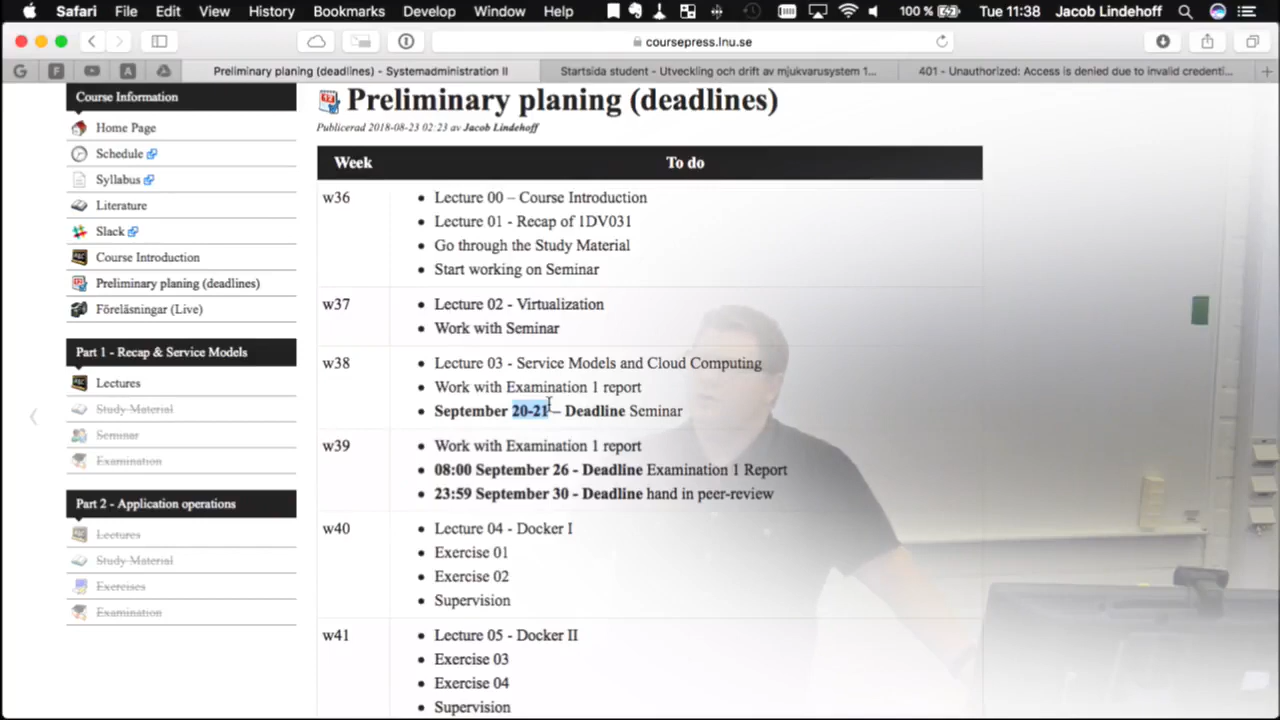 Safari File Edit View History Bookmarks Develop Window Help 100 % Tue 11:38 Jacob Lindehoff
coursepress.lnu.se
Preliminary planing (deadlines) - Systemadministration II
Startsida student - Utveckling och drift av mjukvarusystem 1...
401 - Unauthorized: Access is denied due to invalid credenti...
Course Information
Home Page
Schedule
Syllabus
Literature
Slack
Course Introduction
Preliminary planing (deadlines)
Föreläsningar (Live)
Part 1 - Recap & Service Models
Lectures
Study Material
Seminar
Examination
Part 2 - Application operations
Lectures
Study Material
Exercises
Examination
Preliminary planing (deadlines)
Publicerad 2018-08-23 02:23 av Jacob Lindehoff
Week To do
w36
Lecture 00 – Course Introduction
Lecture 01 - Recap of 1DV031
Go through the Study Material
Start working on Seminar
w37
Lecture 02 - Virtualization
Work with Seminar
w38
Lecture 03 - Service Models and Cloud Computing
Work with Examination 1 report
September 20-21 – Deadline Seminar
w39
Work with Examination 1 report
08:00 September 26 - Deadline Examination 1 Report
23:59 September 30 - Deadline hand in peer-review
w40
Lecture 04 - Docker I
Exercise 01
Exercise 02
Supervision
w41
Lecture 05 - Docker II
Exercise 03
Exercise 04
Supervision